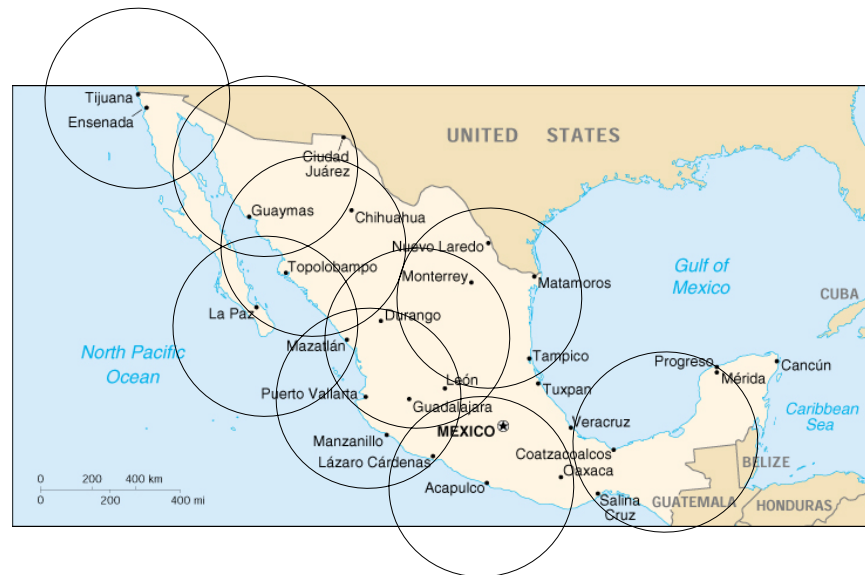 Tijuana
Ensenada
UNITED STATES
Ciudad
Juárez
Guaymas
Chihuahua
Nuevo Laredo
Topolobampo
Monterrey
Matamoros
Gulf of
Mexico
CUBA
La Paz
Durango
North Pacific
Ocean
Mazatlán
Tampico
Progreso
Cancún
Mérida
León
Tuxpan
Puerto Vallarta
Guadalajara
Caribbean
Sea
Veracruz
MEXICO
Manzanillo
Coatzacoalcos
Lázaro Cárdenas
BELIZE
Oaxaca
0 200 400 km
0 200 400 mi
Acapulco
Salina
Cruz
GUATEMALA
HONDURAS